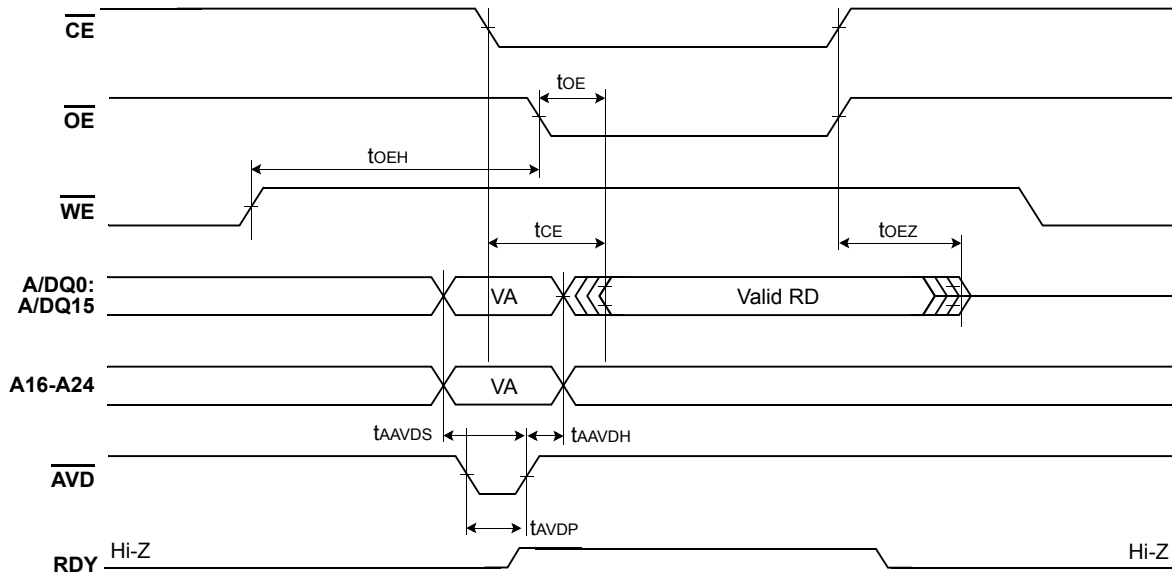 CE
tOE
OE
tOEH
WE
tCE
tOEZ
A/DQ0:
A/DQ15
VA
Valid RD
A16-A24
VA
tAAVDS
tAAVDH
AVD
tAVDP
Hi-Z
Hi-Z
RDY